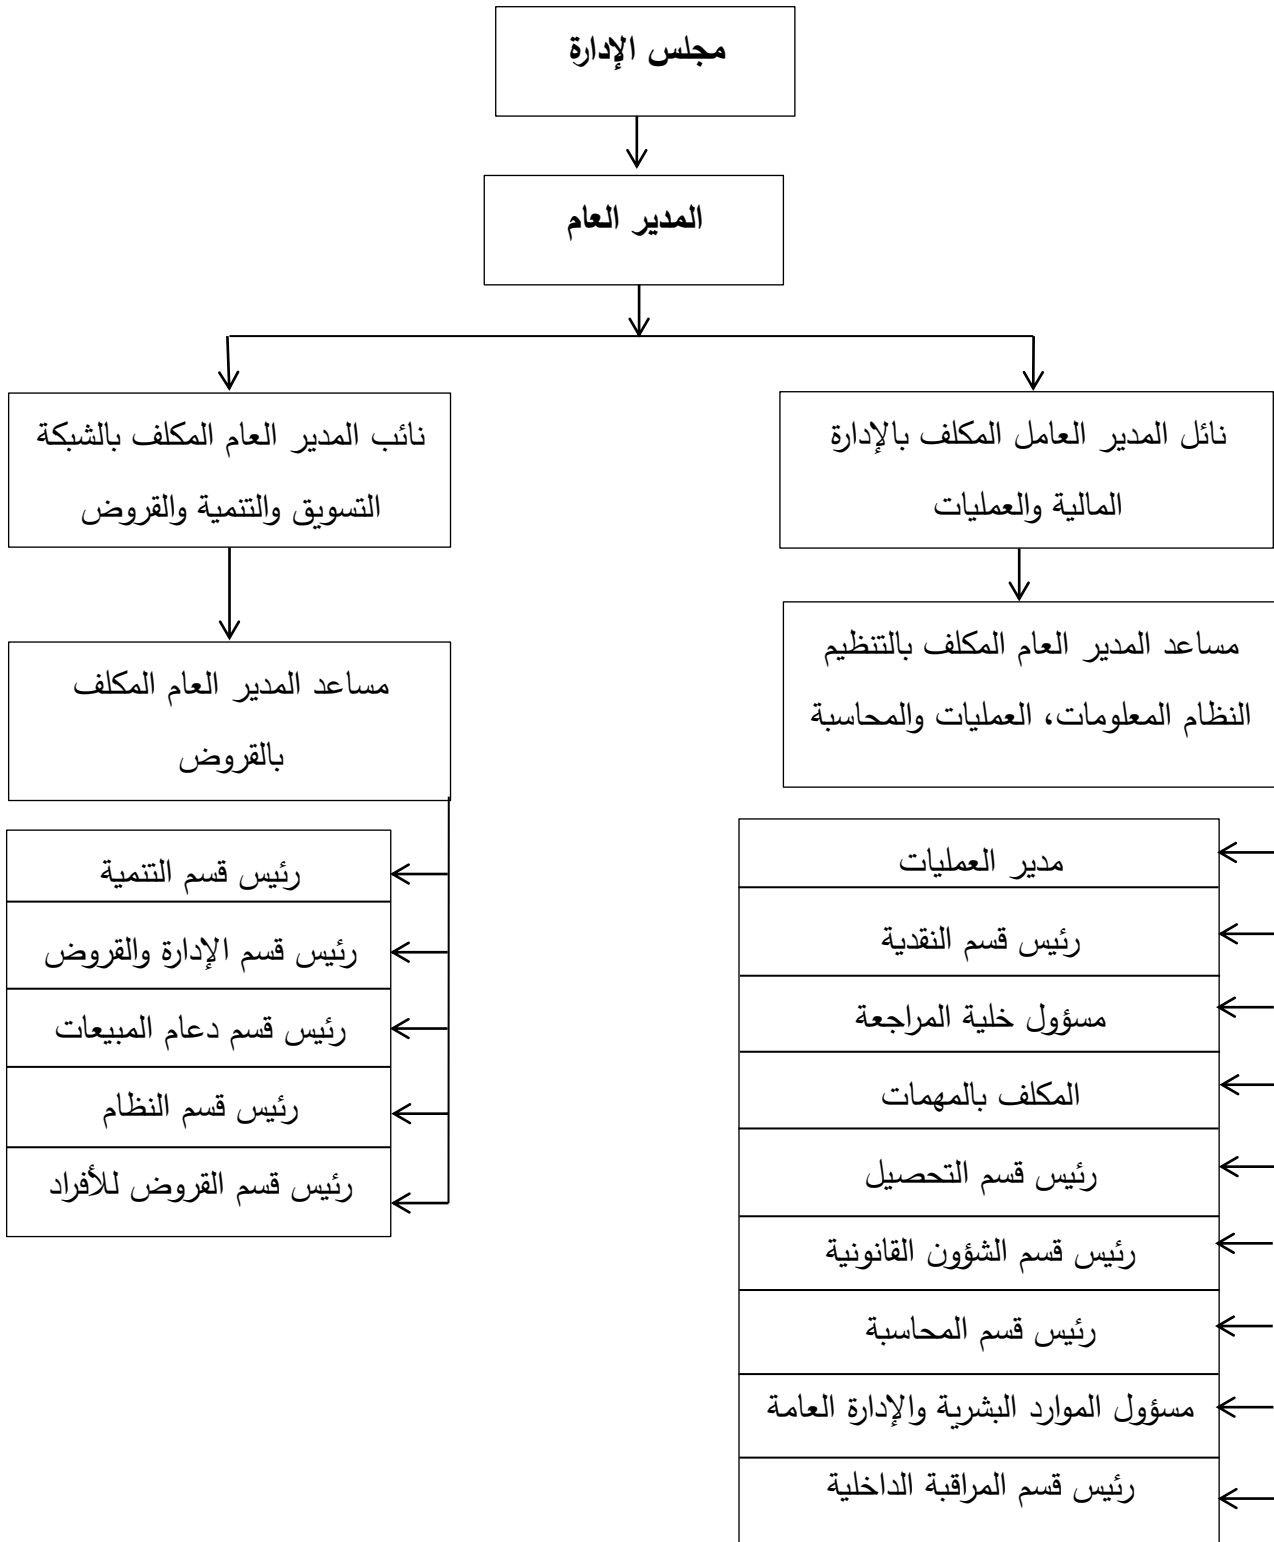 مجلس الإدارة
المدير العام
نائل المدير العامل المكلف بالإدارة
المالية والعمليات
نائب المدير العام المكلف بالشبكة
التسويق والتنمية والقروض
مساعد المدير العام المكلف بالتنظيم
النظام المعلومات، العمليات والمحاسبة
مساعد المدير العام المكلف
بالقروض
مدير العمليات
رئيس قسم النقدية
مسؤول خلية المراجعة
المكلف بالمهمات
رئيس قسم التحصيل
رئيس قسم الشؤون القانونية
رئيس قسم المحاسبة
مسؤول الموارد البشرية والإدارة العامة
رئيس قسم المراقبة الداخلية
رئيس قسم التنمية
رئيس قسم الإدارة والقروض
رئيس قسم دعام المبيعات
رئيس قسم النظام
رئيس قسم القروض للأفراد